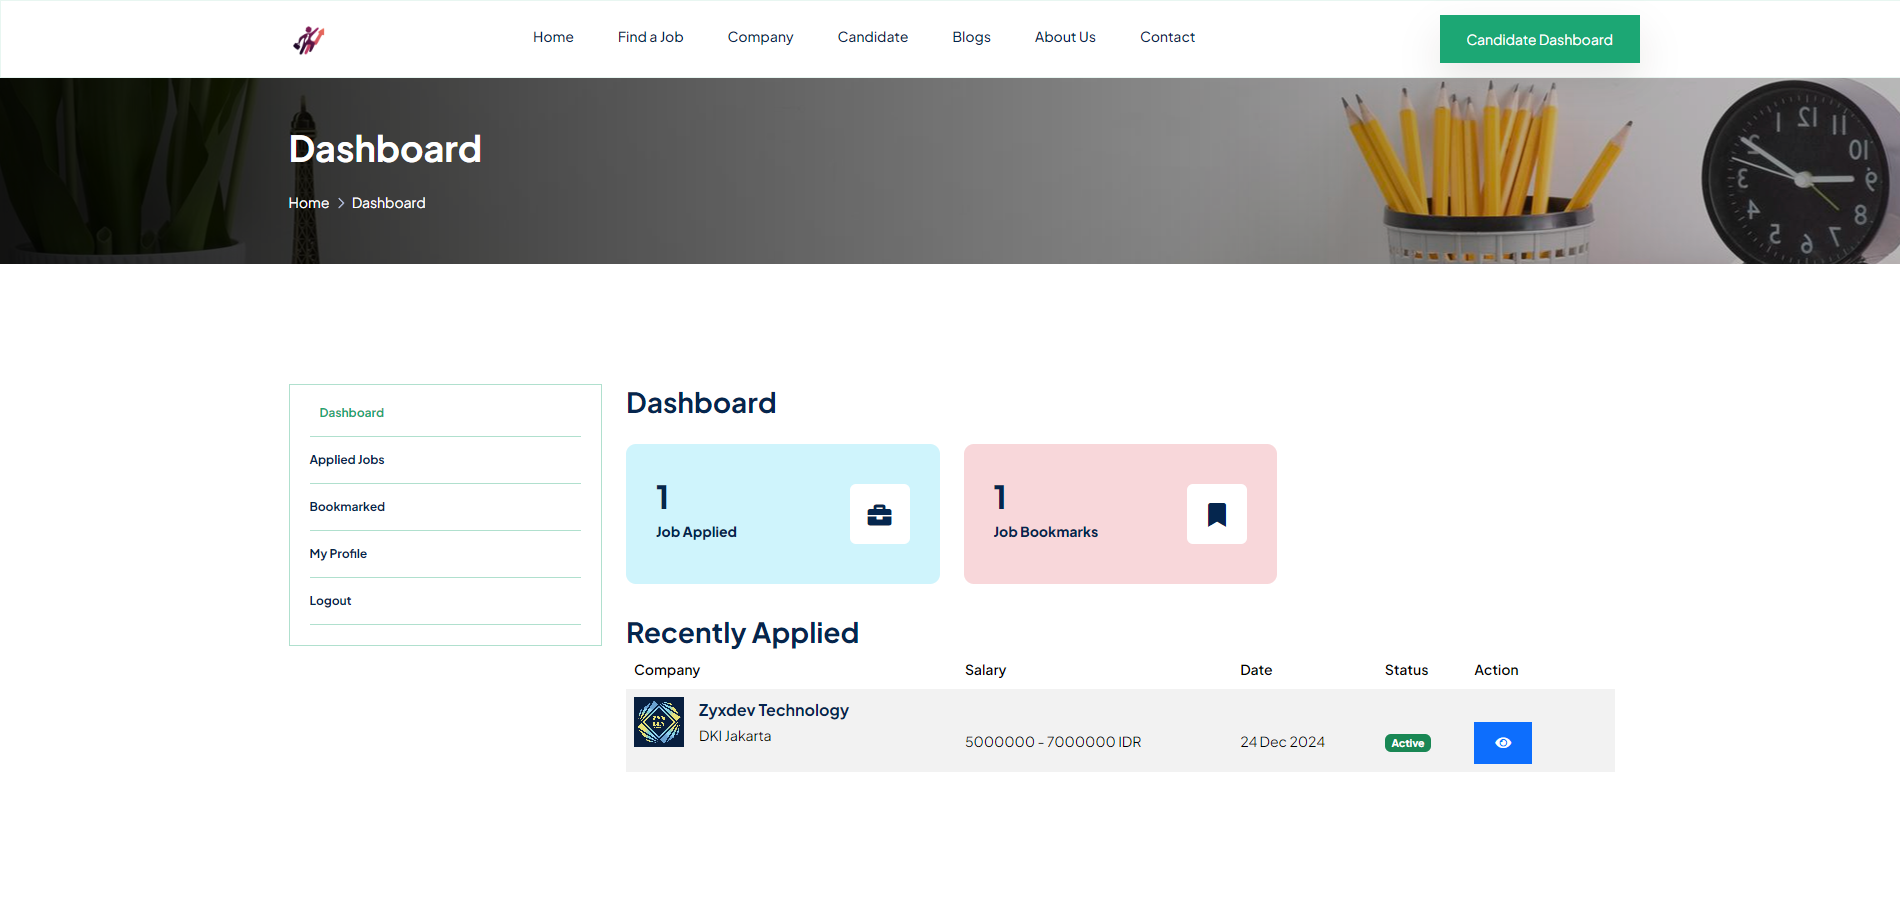 Home Find a Job Company Candidate Blogs About Us Contact Candidate Dashboard
Dashboard
Home > Dashboard
Dashboard
Applied Jobs
Bookmarked
My Profile
Logout
Dashboard
1
Job Applied
1
Job Bookmarks
Recently Applied
Company Salary Date Status Action
Zyxdev Technology
DKI Jakarta
5000000 - 7000000 IDR 24 Dec 2024 Active